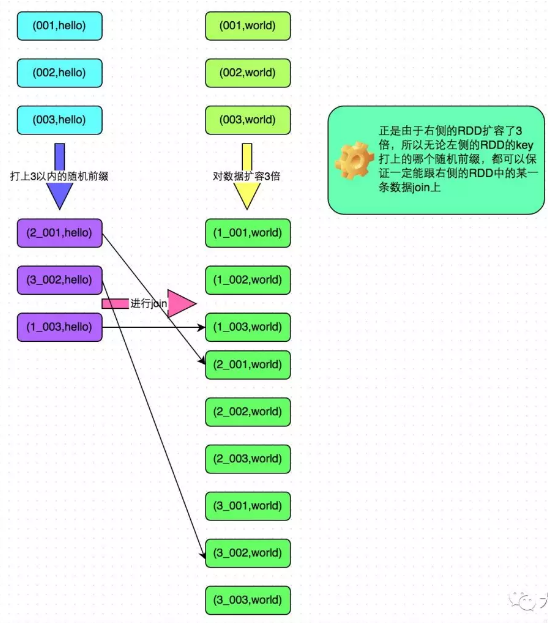 (001,hello)
(001,world)
(002,hello)
(002,world)
(003,hello)
(003,world)
正是由于右侧的RDD扩容了3
倍，所以无论左侧的RDD的key
打上的哪个随机前缀，都可以保
证一定能跟右侧的RDD中的某一
条数据join上
打上3以内的随机前缀
对数据扩容3倍
(2_001,hello)
(1_001,world)
(3_002,hello)
(1_002,world)
进行join
(1_003,hello)
(1_003,world)
(2_001,world)
(2_002,world)
(2_003,world)
(3_001,world)
(3_002,world)
(3_003,world)